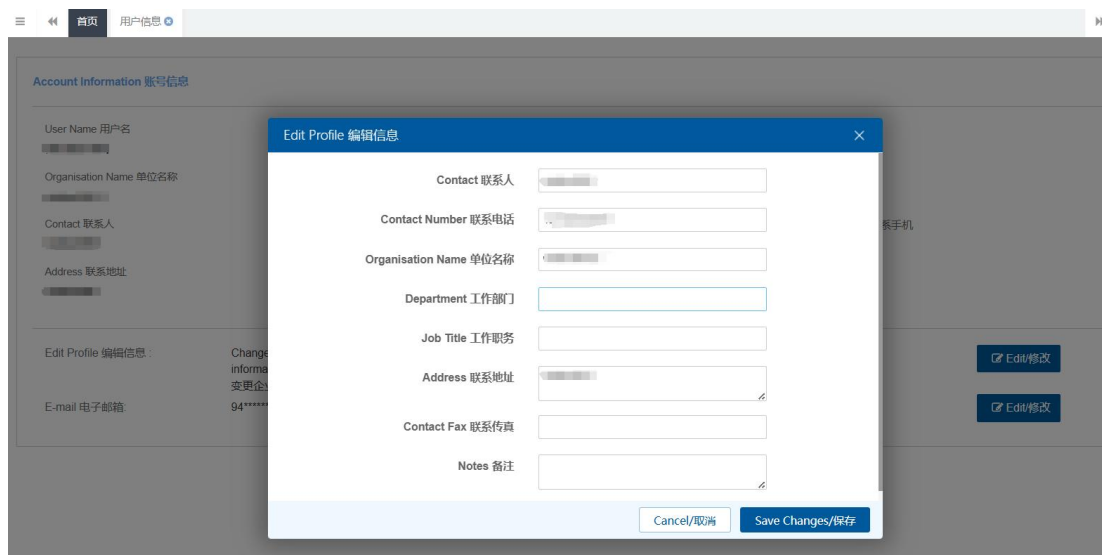 首页
用户信息
Account Information 账号信息
User Name 用户名
Organisation Name 单位名称
Contact 联系人
系手机
Address 联系地址
Edit Profile 编辑信息 :
Change
informa
变更企业
Edit/修改
E-mail 电子邮箱:
94******
Edit/修改
Edit Profile 编辑信息
Contact 联系人
Contact Number 联系电话
Organisation Name 单位名称
Department 工作部门
Job Title 工作职务
Address 联系地址
Contact Fax 联系传真
Notes 备注
Cancel/取消
Save Changes/保存